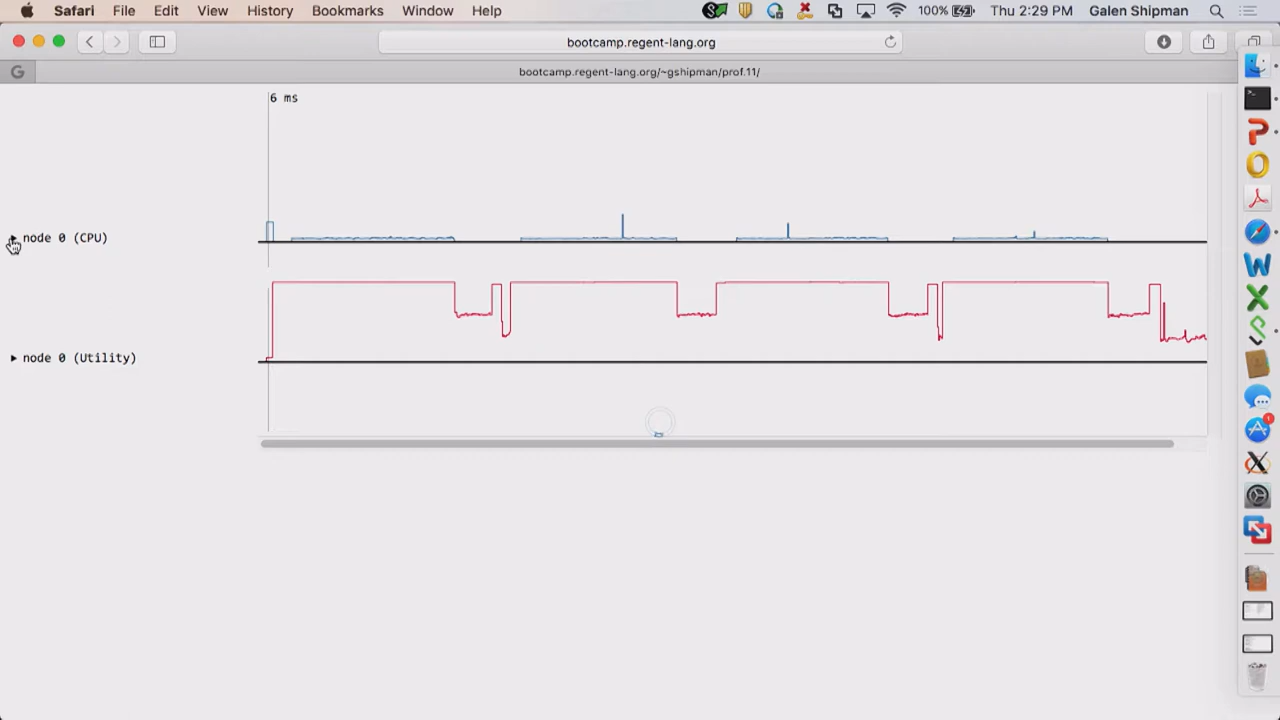 Safari File Edit View History Bookmarks Window Help 100% Thu 2:29 PM Galen Shipman
bootcamp.regent-lang.org
G bootcamp.regent-lang.org/~gshipman/prof.11/
6 ms
node 0 (CPU)
node 0 (Utility)